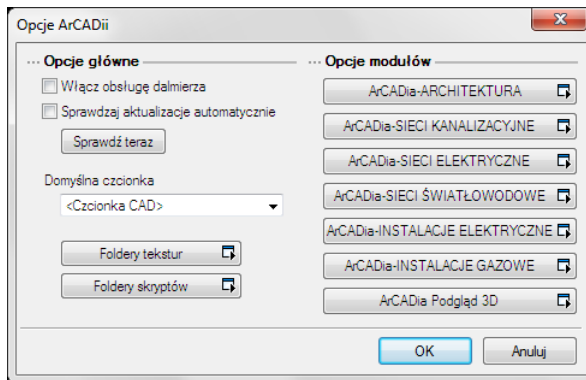 Opcje ArCADii
Opcje główne
Włącz obsługę dalmierza
Sprawdzaj aktualizacje automatycznie
Sprawdź teraz
Domyślna czcionka
<Czcionka CAD>
Foldery tekstur
Foldery skryptów
Opcje modułów
ArCADia-ARCHITEKTURA
ArCADia-SIECI KANALIZACYJNE
ArCADia-SIECI ELEKTRYCZNE
ArCADia-SIECI ŚWIATŁOWODOWE
ArCADia-INSTALACJE ELEKTRYCZNE
ArCADia-INSTALACJE GAZOWE
ArCADia Podgląd 3D
OK
Anuluj